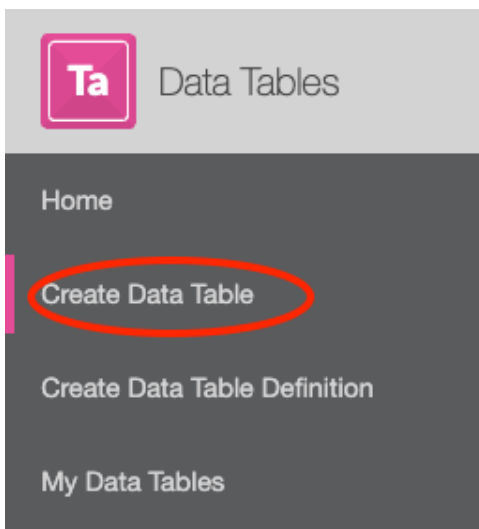 Ta
Data Tables
Home
Create Data Table
Create Data Table Definition
My Data Tables